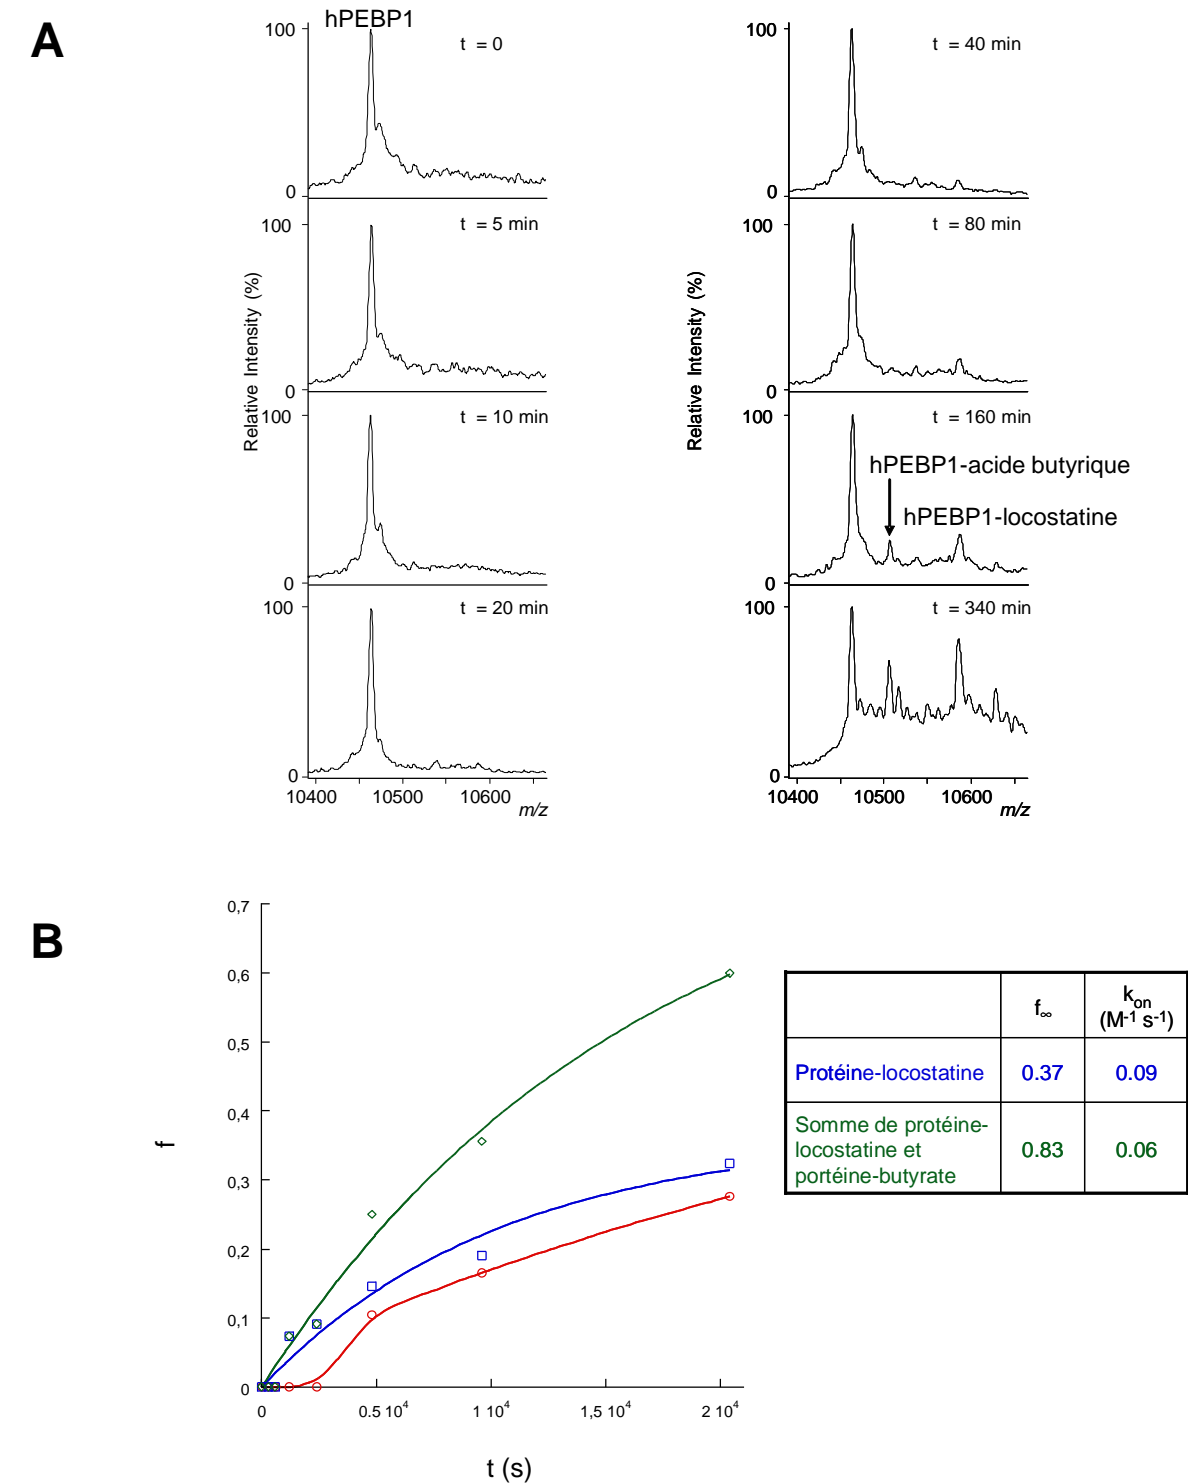 A
hPEBP1
100
t = 0
0
100
t = 5 min
0
100
t = 10 min
0
100
t = 20 min
0
10400 10500 10600
m/z
Relative Intensity (%)
100
t = 40 min
0
100
t = 80 min
0
100
t = 160 min
hPEBP1-acide butyrique
hPEBP1-locostatine
0
100
t = 340 min
0
10400 10500 10600
m/z
Relative Intensity (%)
B
0,7
0,6
0,5
0,4
0,3
0,2
0,1
0
f
0 0.5 10⁴ 1 10⁴ 1,5 10⁴ 2 10⁴
t (s)
f∞ kon (M⁻¹ s⁻¹)
Protéine-locostatine 0.37 0.09
Somme de protéine-
locostatine et 0.83 0.06
portéine-butyrate